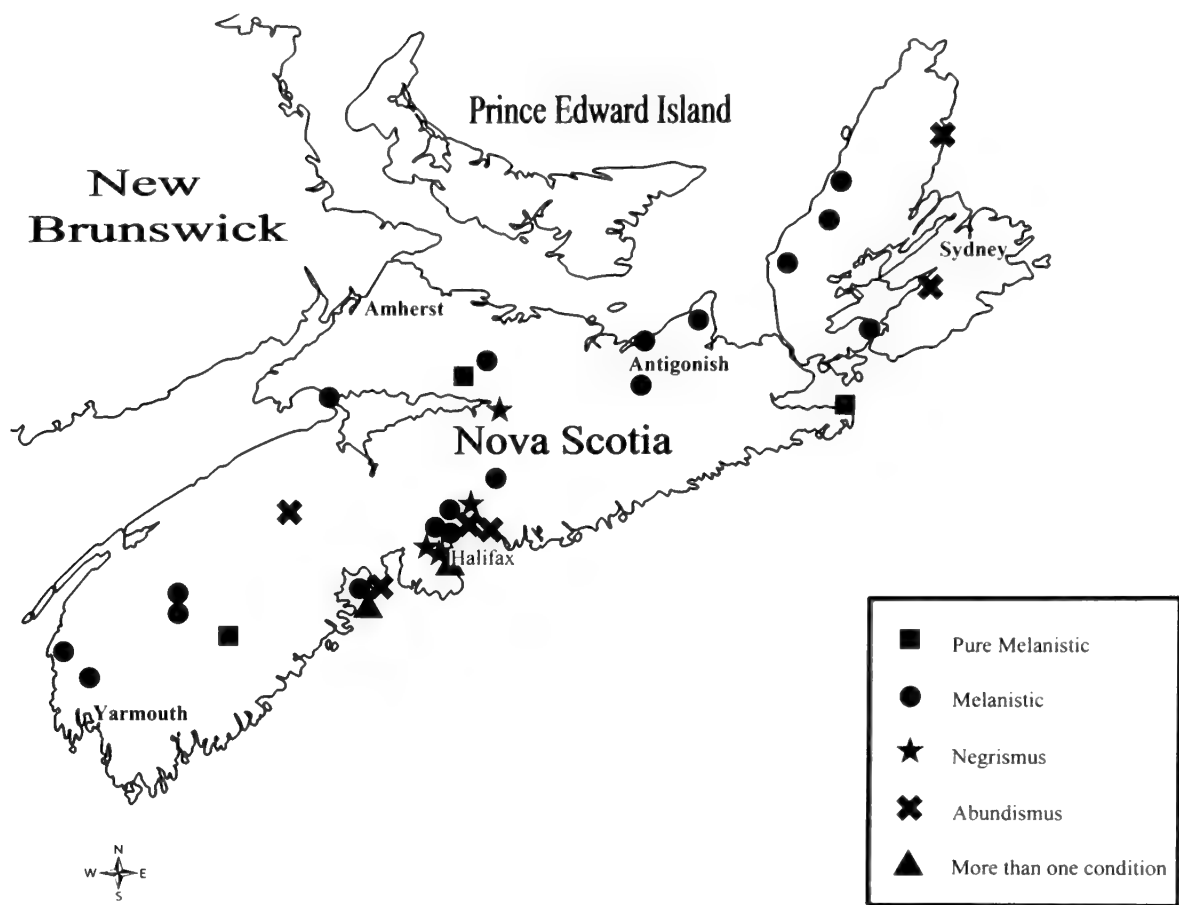 Prince Edward Island
New
Brunswick
Sydney
Amherst
Antigonish
Nova Scotia
Halifax
Yarmouth
Pure Melanistic
Melanistic
Negrismus
Abundismus
More than one condition
N
W E
S